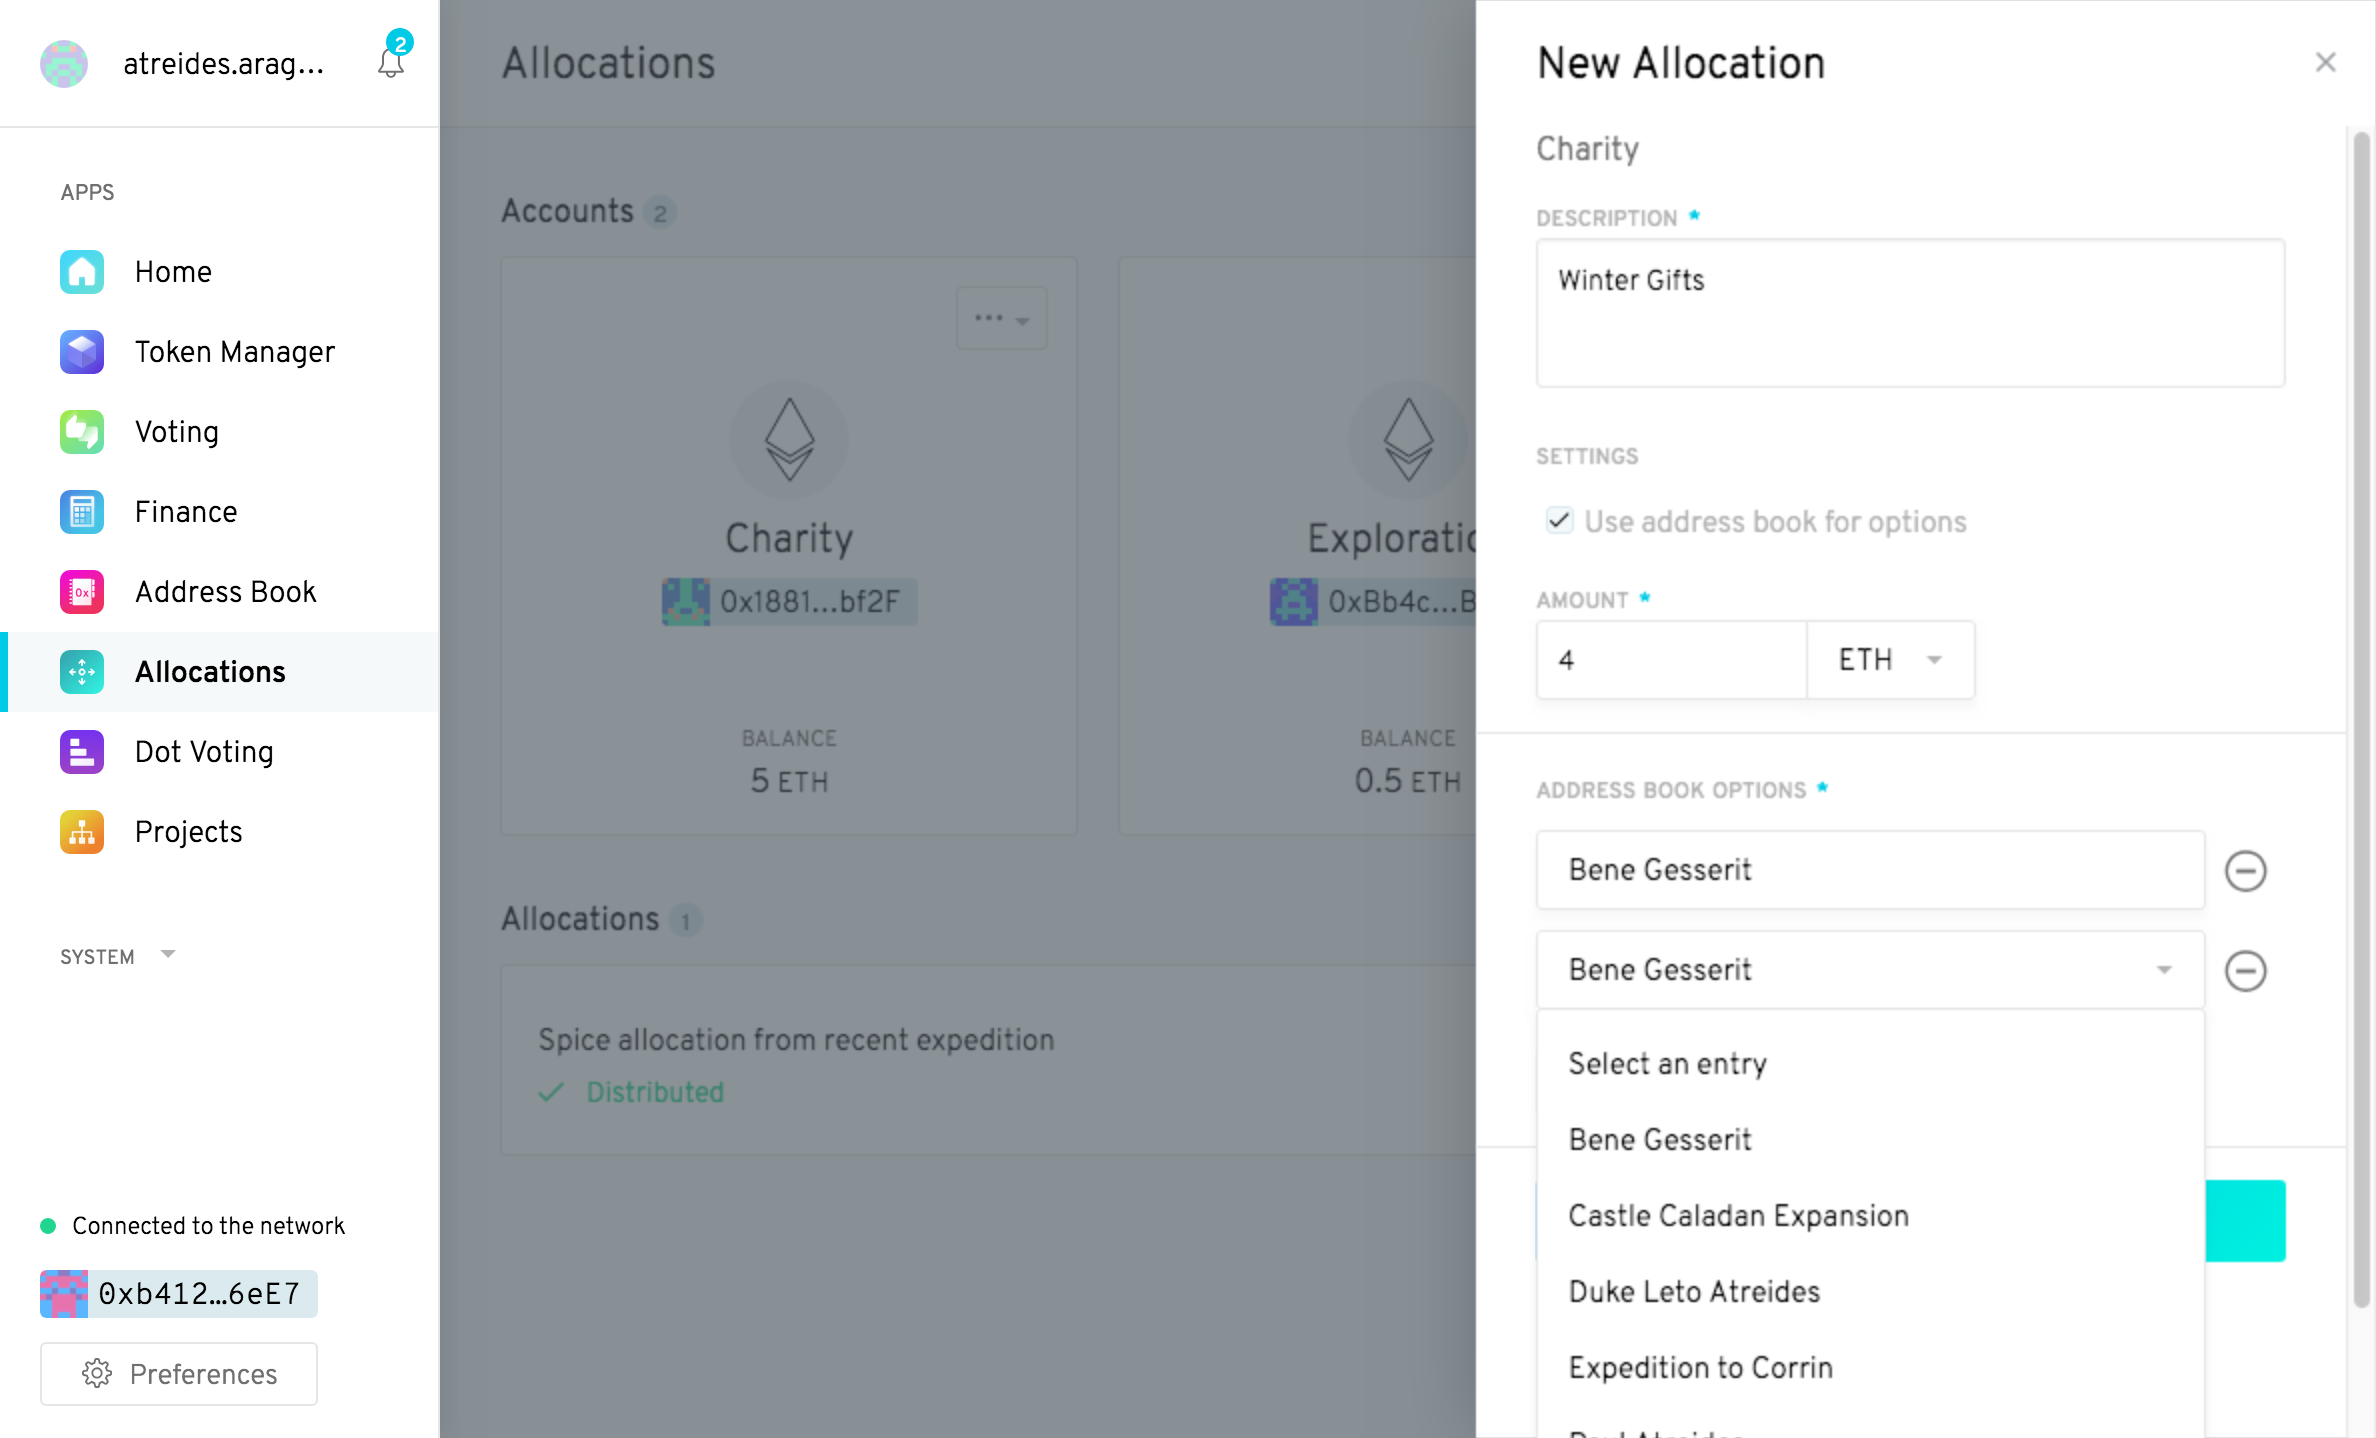 atreides.arag...
2
APPS
Home
Token Manager
Voting
Finance
Address Book
Allocations
Dot Voting
Projects
SYSTEM
Connected to the network
0xb412...6eE7
Preferences
Allocations
Accounts 2
Charity
0x1881...bf2F
BALANCE
5 ETH
Exploratio
0xBb4c...B
BALANCE
0.5 ETH
Allocations 1
Spice allocation from recent expedition
Distributed
New Allocation
Charity
DESCRIPTION *
Winter Gifts
SETTINGS
Use address book for options
AMOUNT *
4 ETH
ADDRESS BOOK OPTIONS *
Bene Gesserit
Bene Gesserit
Select an entry
Bene Gesserit
Castle Caladan Expansion
Duke Leto Atreides
Expedition to Corrin
Paul Atreides